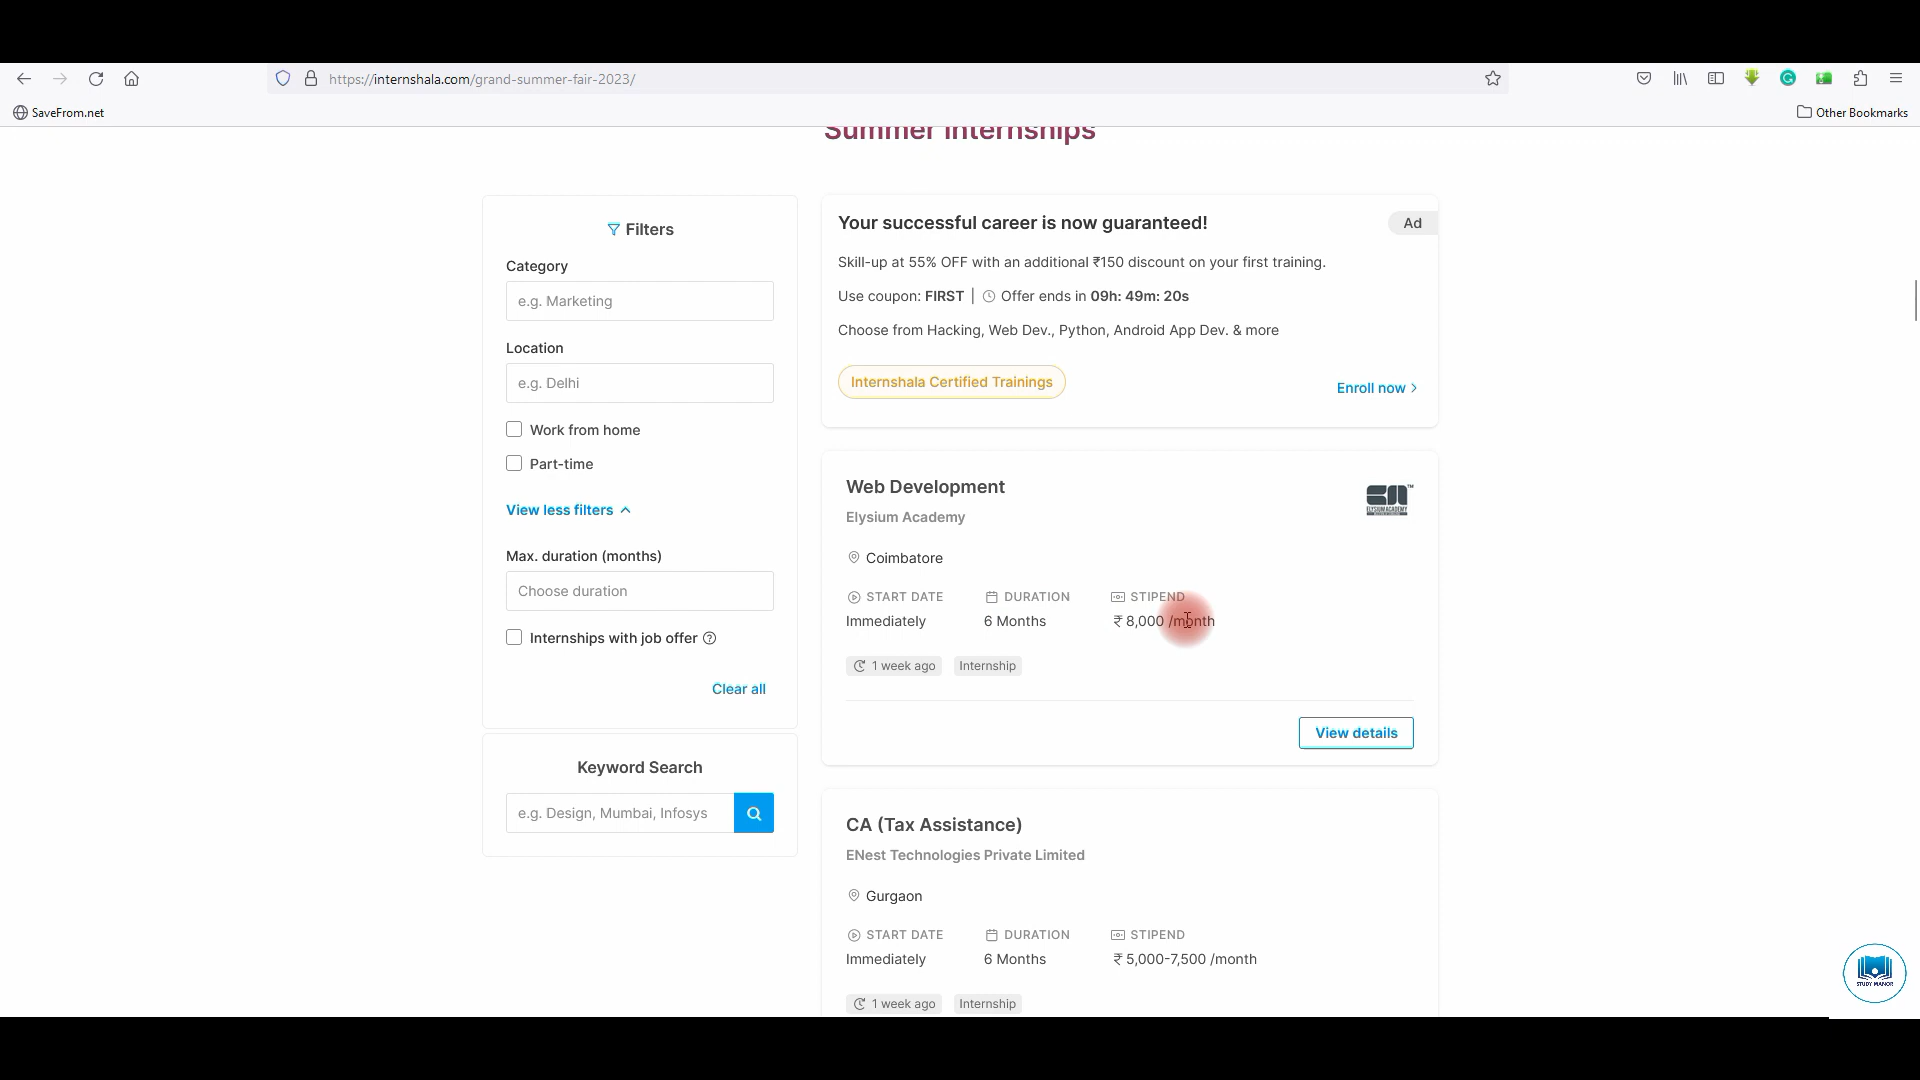 https://internshala.com/grand-summer-fair-2023/
SaveFrom.net
Other Bookmarks
Summer Internships
Filters
Category
e.g. Marketing
Location
e.g. Delhi
Work from home
Part-time
View less filters
Max. duration (months)
Choose duration
Internships with job offer ?
Clear all
Keyword Search
e.g. Design, Mumbai, Infosys
Your successful career is now guaranteed!
Ad
Skill-up at 55% OFF with an additional ₹150 discount on your first training.
Use coupon: FIRST | Offer ends in 09h: 49m: 20s
Choose from Hacking, Web Dev., Python, Android App Dev. & more
Internshala Certified Trainings
Enroll now >
Web Development
Elysium Academy
ELYSIUM ACADEMY
Coimbatore
START DATE DURATION STIPEND
Immediately 6 Months ₹ 8,000 /month
1 week ago Internship
View details
CA (Tax Assistance)
ENest Technologies Private Limited
Gurgaon
START DATE DURATION STIPEND
Immediately 6 Months ₹ 5,000-7,500 /month
1 week ago Internship
STUDY MANOR